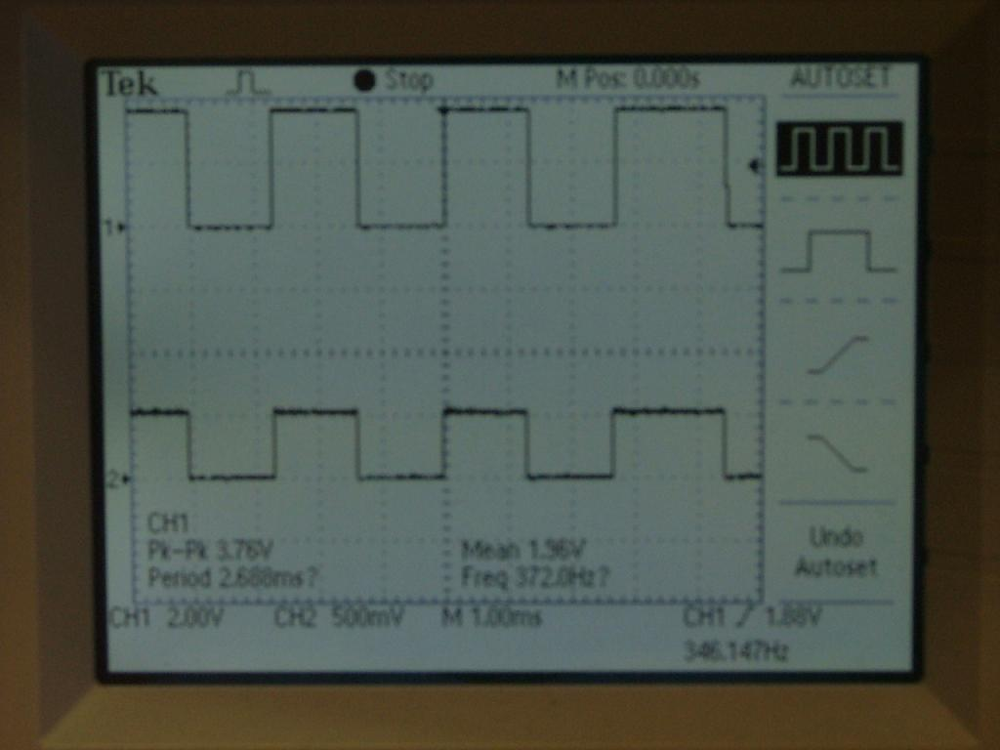 Tek Stop M Pos: 0.000s AUTOSET
1
2
CH1
Pk-Pk 3.76V Mean 1.96V
Period 2.688ms? Freq 372.0Hz?
Undo
Autoset
CH1 2.00V CH2 500mV M 1.00ms CH1 1.88V
346.147Hz